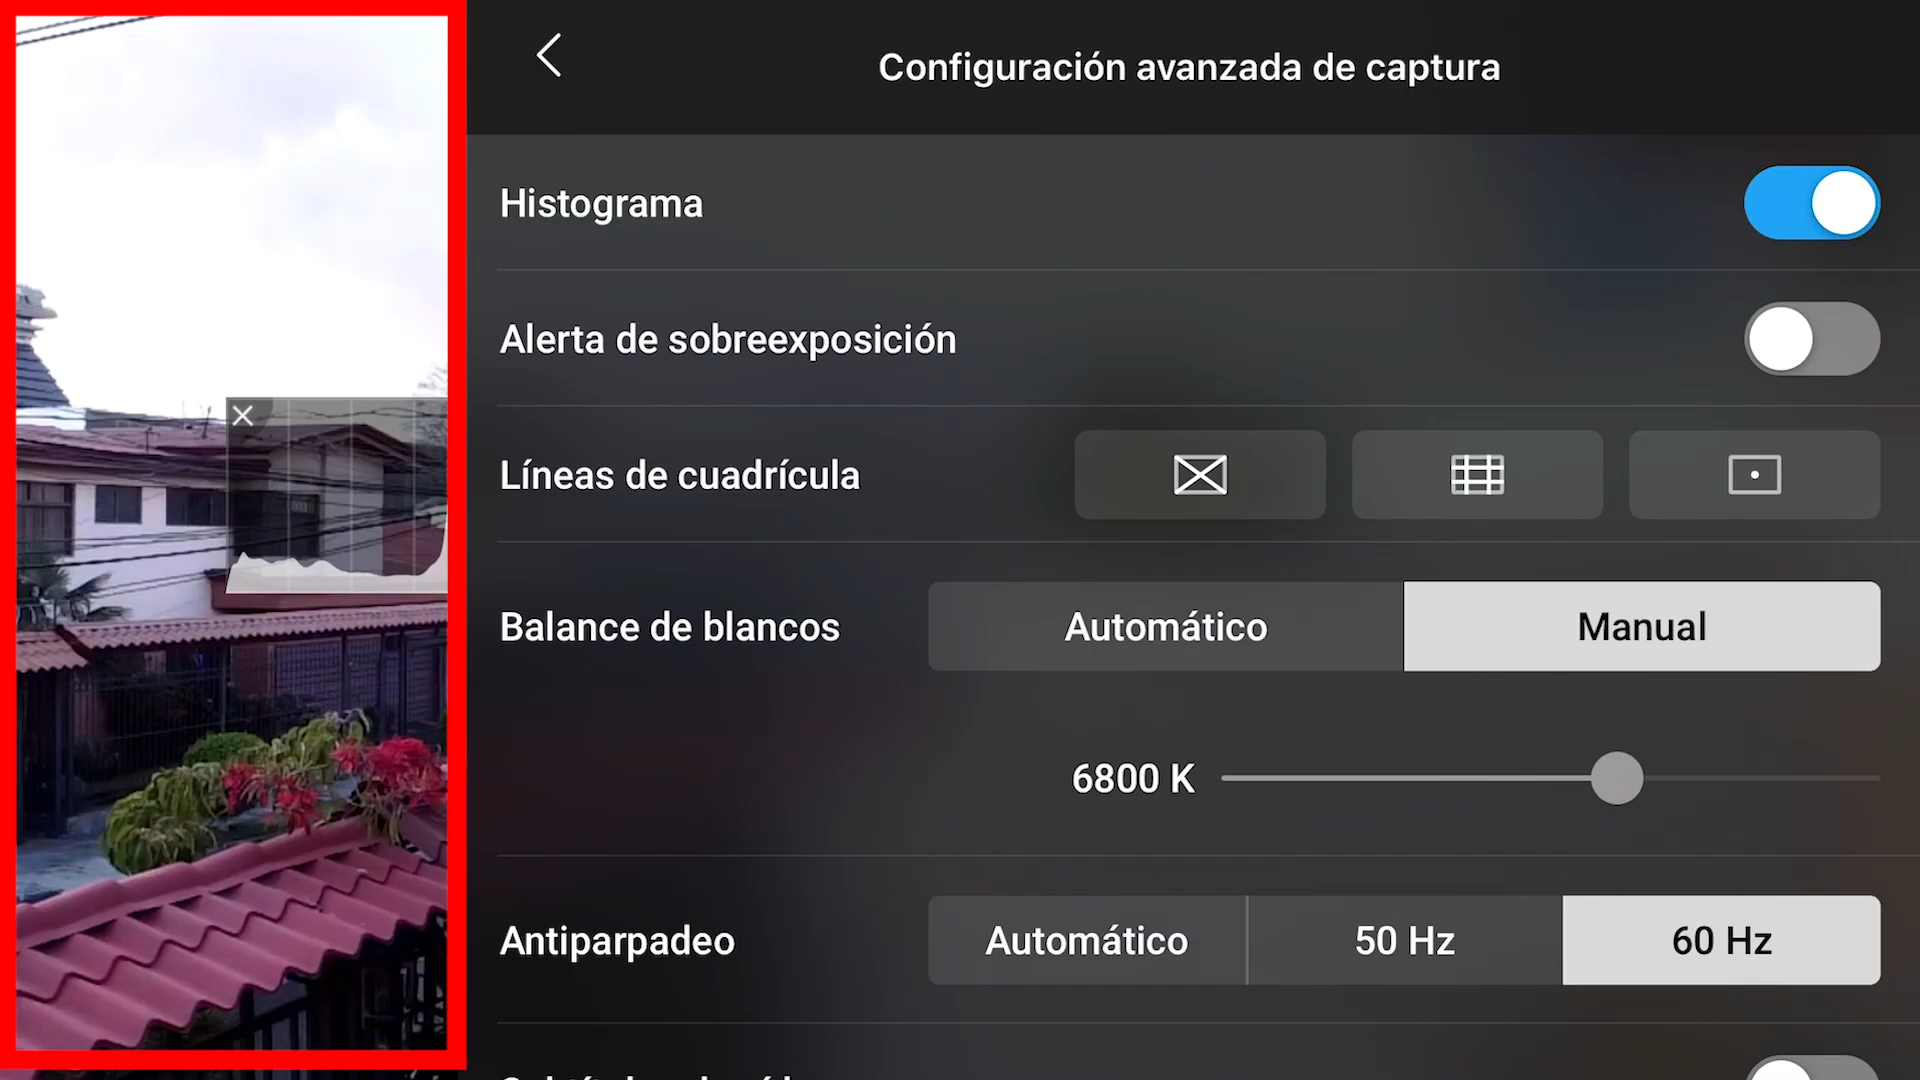 Configuración avanzada de captura
Histograma
Alerta de sobreexposición
Líneas de cuadrícula
Balance de blancos
Automático
Manual
6800 K
Antiparpadeo
Automático
50 Hz
60 Hz